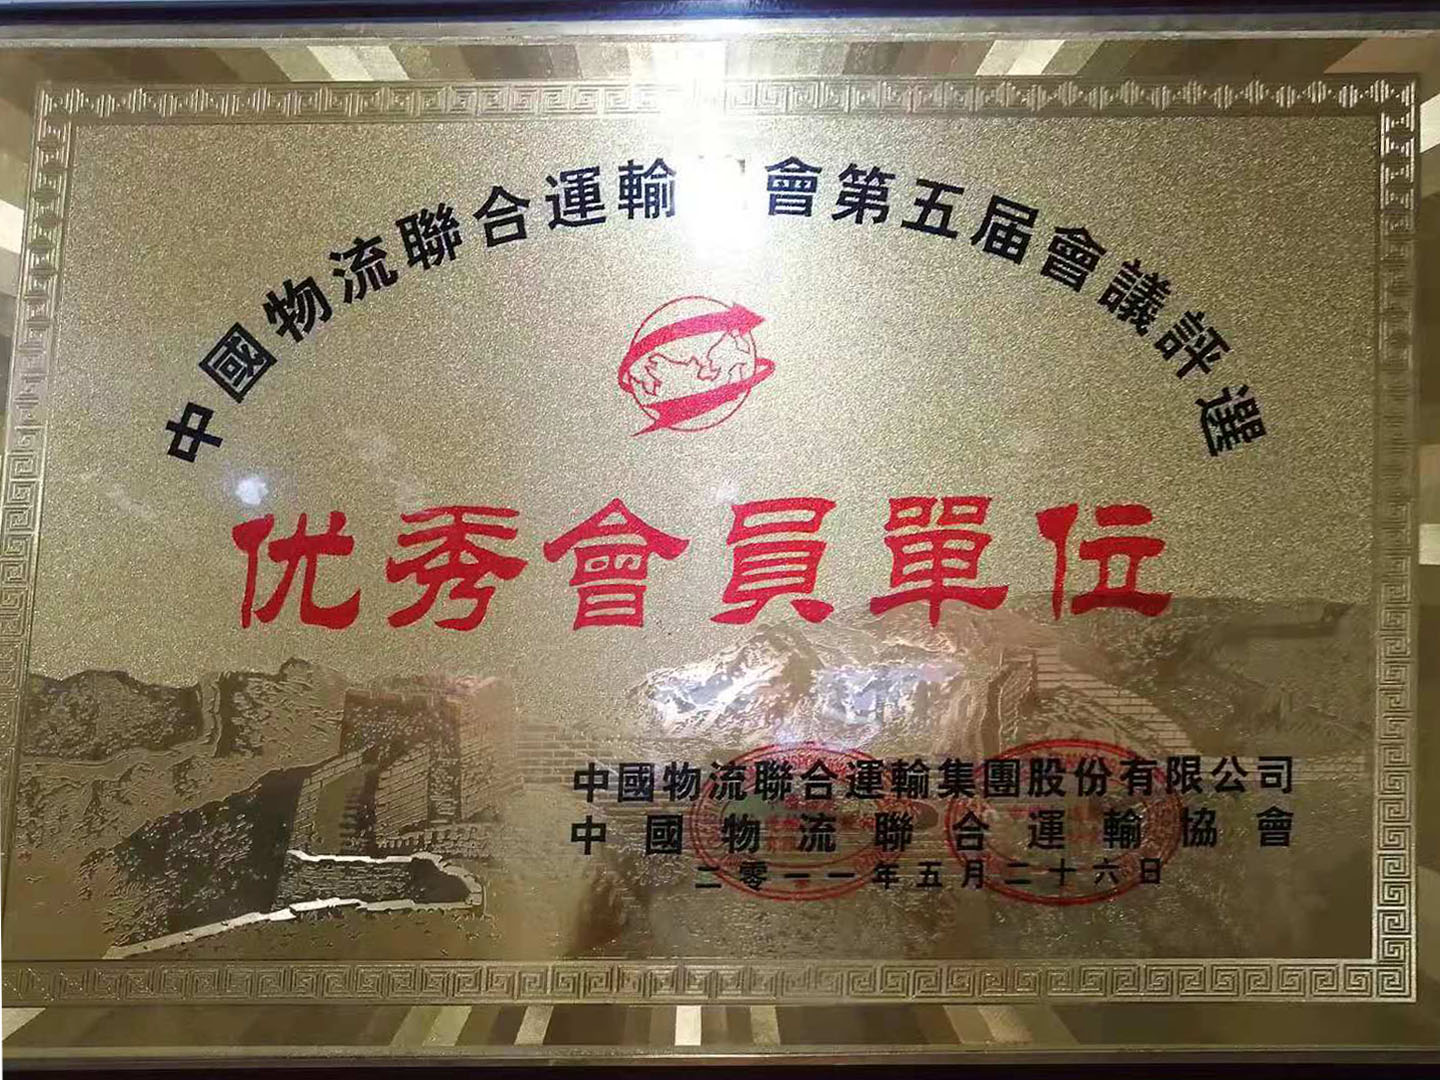 中國物流聯合運輸會第五届會議評選
优秀會員單位
中國物流聯合運輸集團股份有限公司
中國物流聯合運輸協會
二零一一年五月二十六日